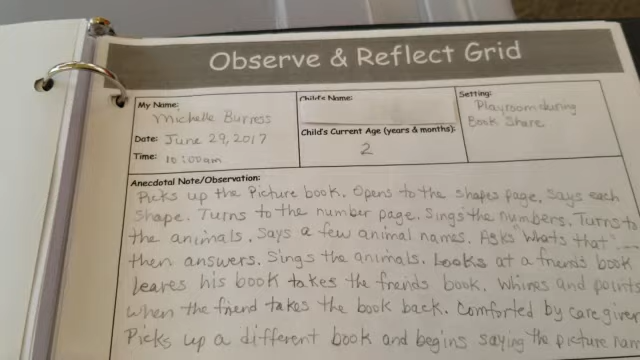 Observe & Reflect Grid
My Name:
Michelle Burress
Date: June 29, 2017
Time: 10:00am
Child's Name:
Child's Current Age (years & months):
2
Setting:
Playroom during
Book Share
Anecdotal Note/Observation:
Picks up the Picture book. Opens to the shapes page. Says each
Shape. Turns to the number page. Sings the numbers. Turns to
the animals. Says a few animal names. Asks "Whats that" ....
then answers. Sings the animals. Looks at a friends book
leaves his book takes the friends book. Whines and points
when the friend takes the book back. Comforted by caregiver
Picks up a different book and begins saying the picture nam